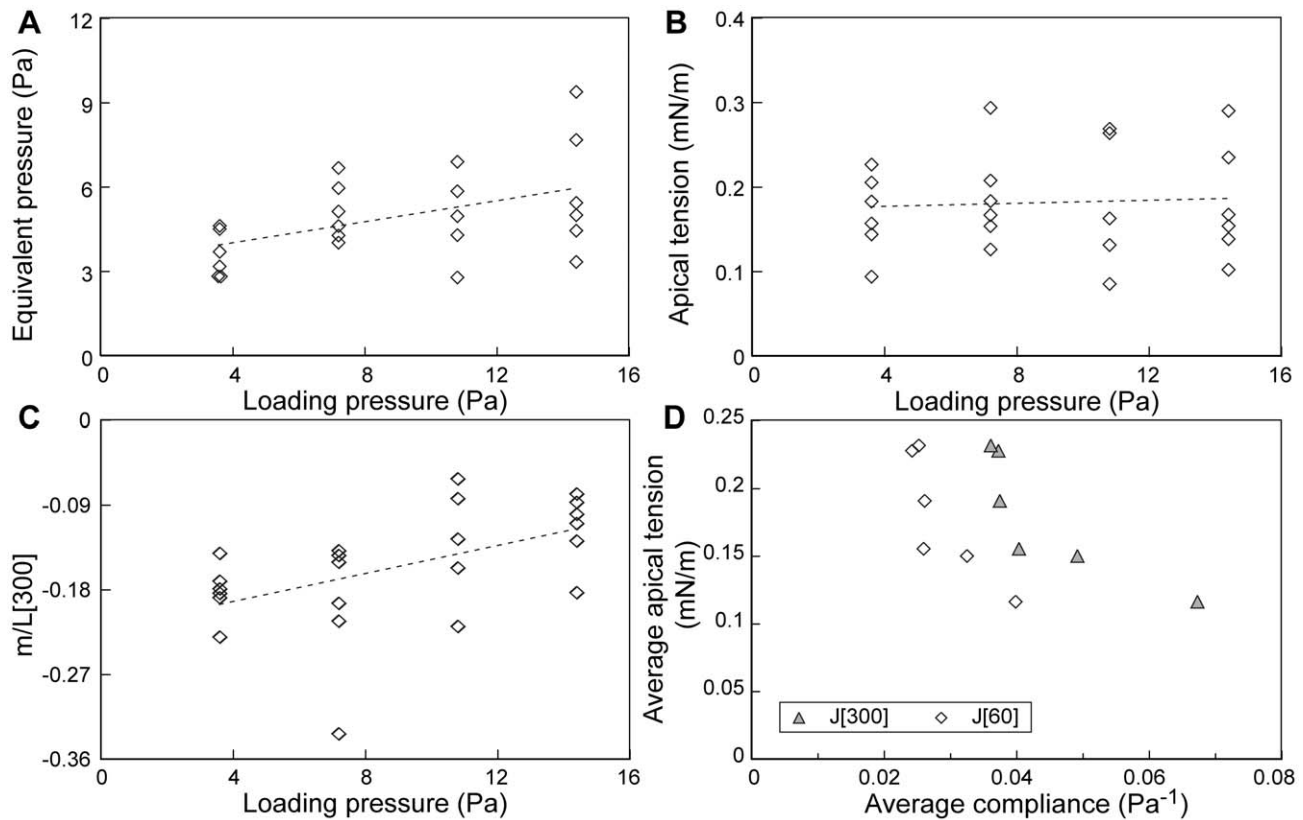 A
Equivalent pressure (Pa)
12
9
6
3
0
0
4
8
12
16
Loading pressure (Pa)
B
Apical tension (mN/m)
0.4
0.3
0.2
0.1
0
0
4
8
12
16
Loading pressure (Pa)
C
m/L[300]
0
-0.09
-0.18
-0.27
-0.36
0
4
8
12
16
Loading pressure (Pa)
D
Average apical tension
(mN/m)
0.25
0.2
0.15
0.1
0.05
0
J[300] J[60]
0
0.02
0.04
0.06
0.08
Average compliance (Pa⁻¹)